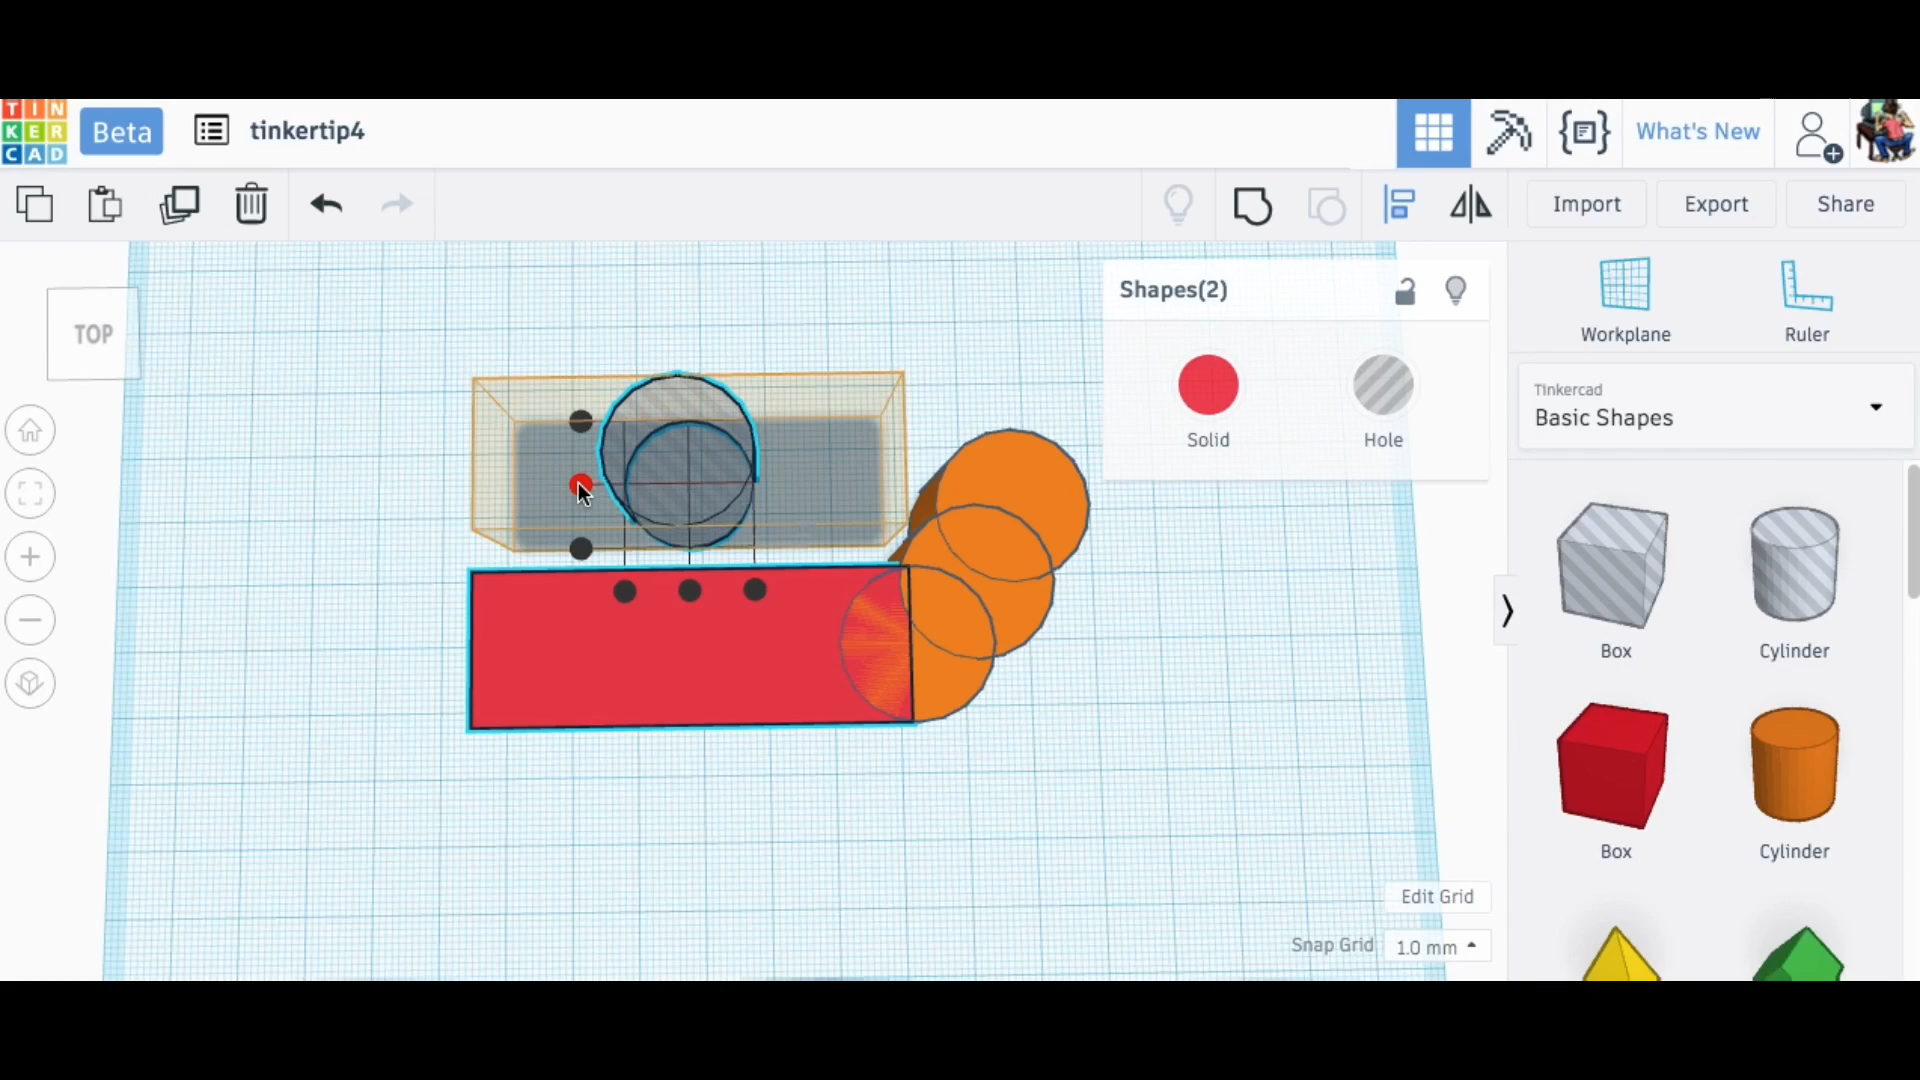 TIN
KER
CAD
Beta
tinkertip4
What's New
Import
Export
Share
TOP
Shapes(2)
Solid
Hole
Workplane
Ruler
Tinkercad
Basic Shapes
Box
Cylinder
Box
Cylinder
Edit Grid
Snap Grid
1.0 mm